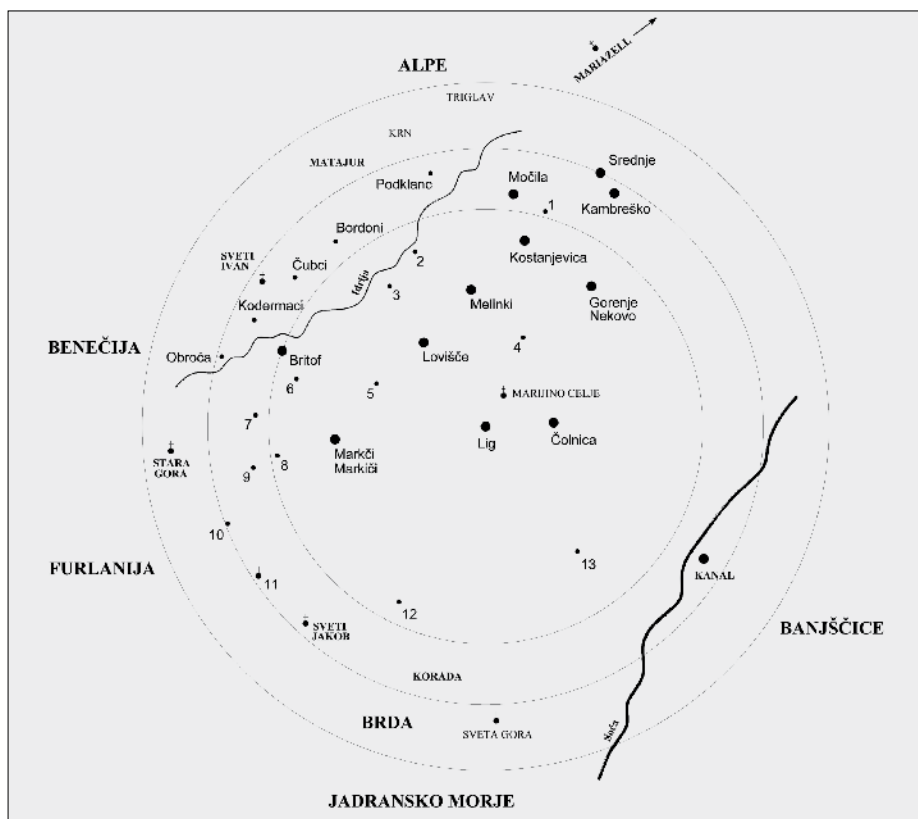 MARIAZELL
ALPE
TRIGLAV
KRN
MATAJUR
Srednje
Podklanc
Močila
Kambreško
1
Bordoni
Kostanjevica
2
SVETI
IVAN
Čubci
Idrija
3
Melinki
Gorenje
Nekovo
Kodermaci
BENEČIJA
Obroča
Britof
Lovišče
4
6
5
MARIJINO CELJE
7
Markči
Markiči
Lig
Čolnica
STARA
GORA
8
9
10
FURLANIJA
11
13
KANAL
12
SVETI
JAKOB
BANJŠČICE
KORADA
BRDA
SVETA GORA
Soča
JADRANSKO MORJE